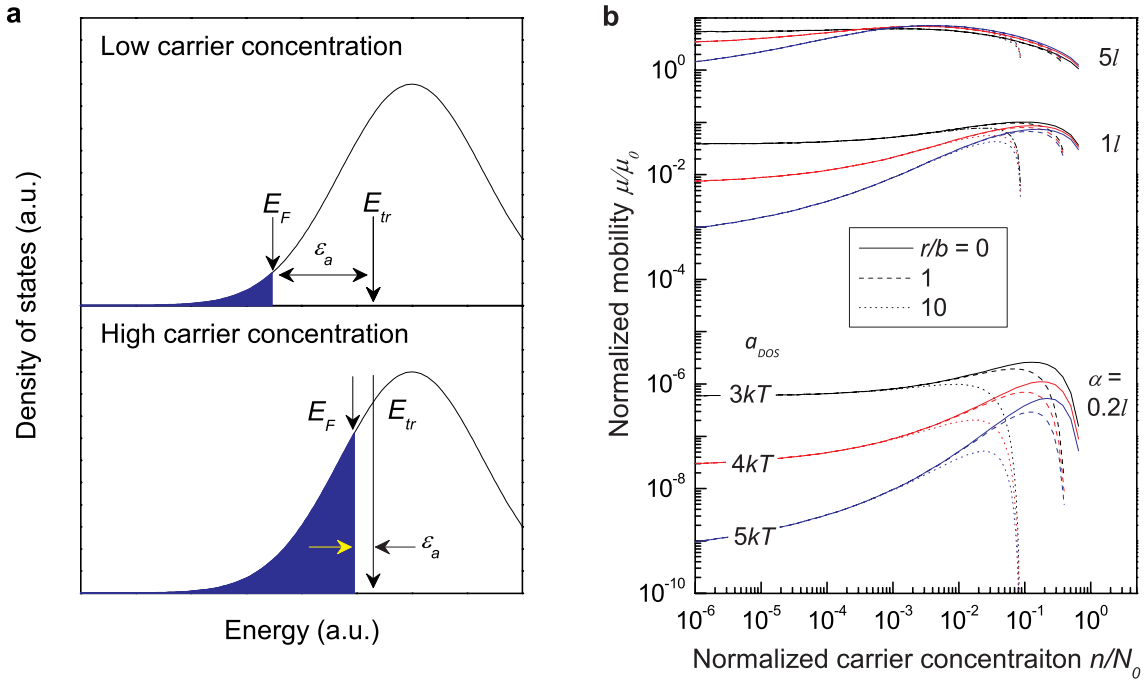 a
Low carrier concentration
E_F
E_tr
ε_a
High carrier concentration
E_F
E_tr
ε_a
Density of states (a.u.)
Energy (a.u.)
b
5l
1l
r/b = 0
1
10
a_DOS
3kT
4kT
5kT
α =
0.2l
10^0
10^-2
10^-4
10^-6
10^-8
10^-10
Normalized mobility μ/μ_0
10^-6 10^-5 10^-4 10^-3 10^-2 10^-1 10^0
Normalized carrier concentraiton n/N_0